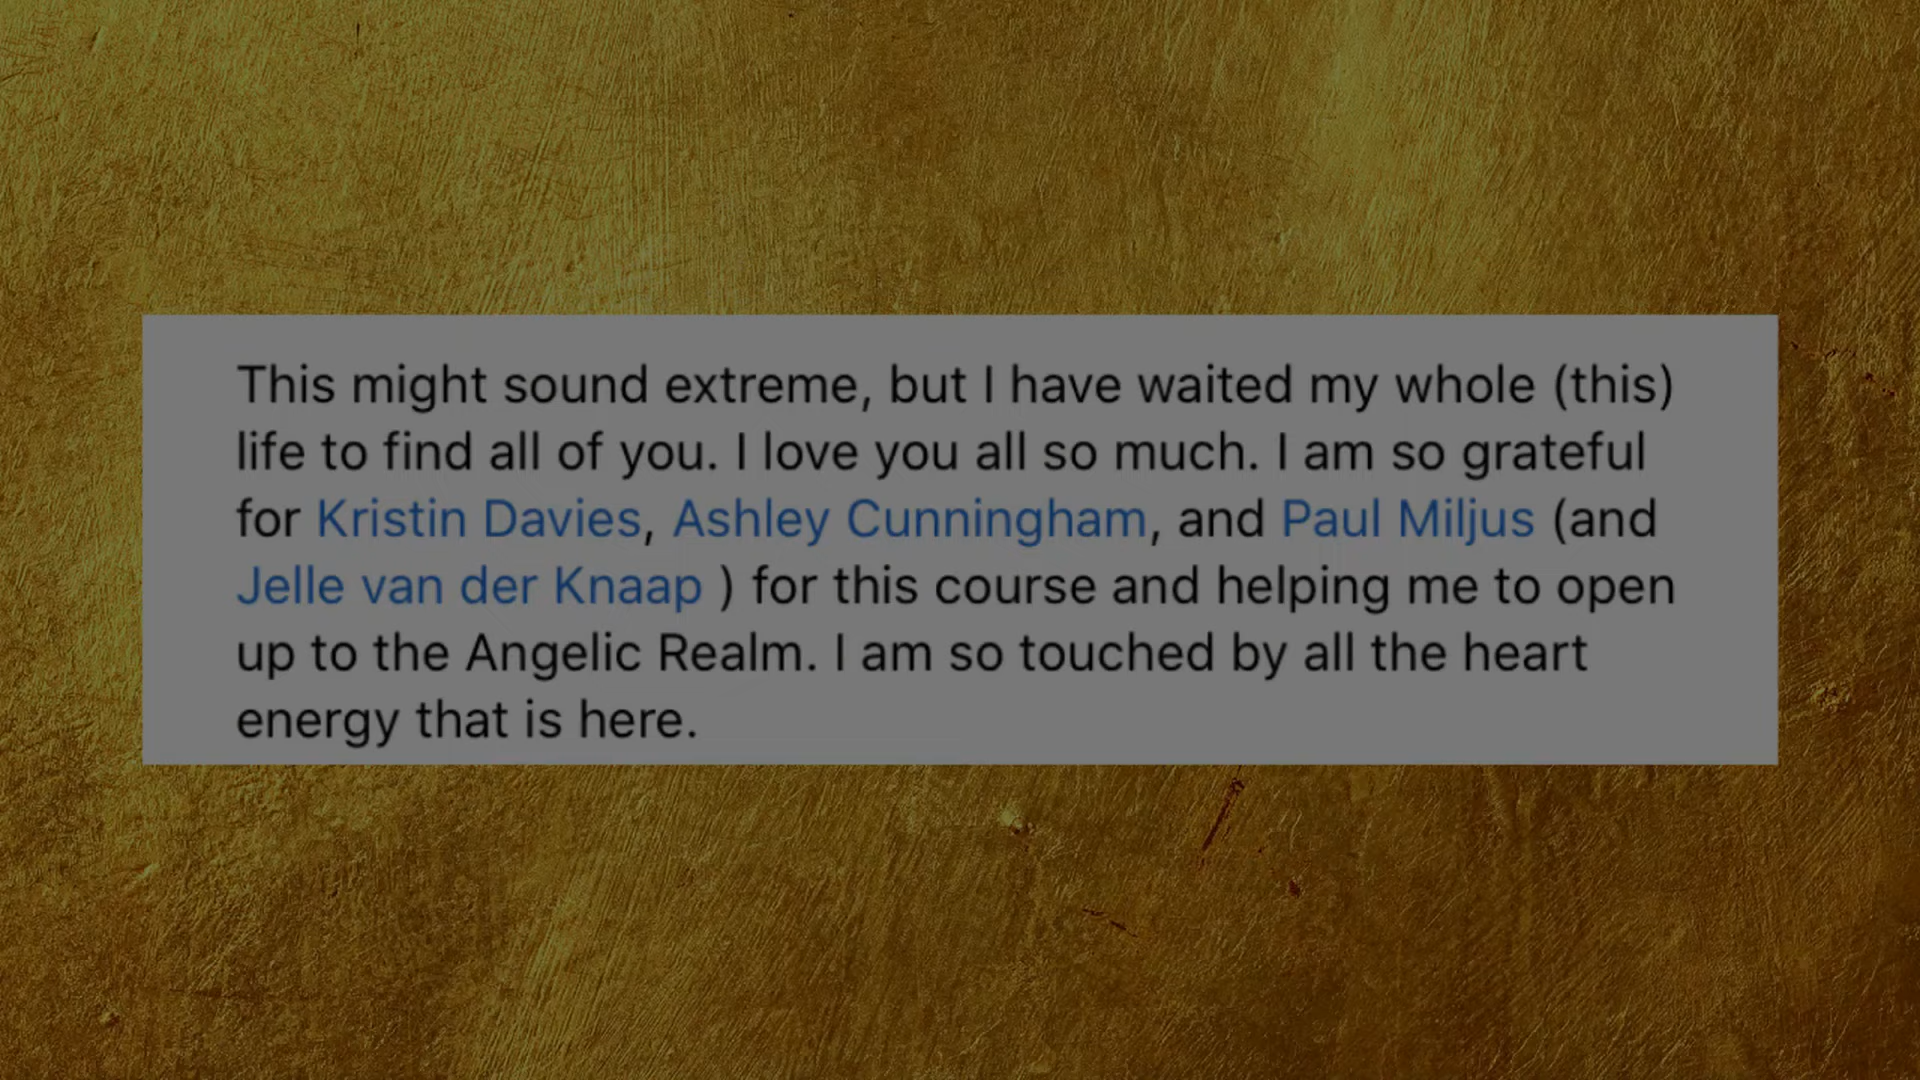 This might sound extreme, but I have waited my whole (this)
life to find all of you. I love you all so much. I am so grateful
for Kristin Davies, Ashley Cunningham, and Paul Miljus (and
Jelle van der Knaap ) for this course and helping me to open
up to the Angelic Realm. I am so touched by all the heart
energy that is here.